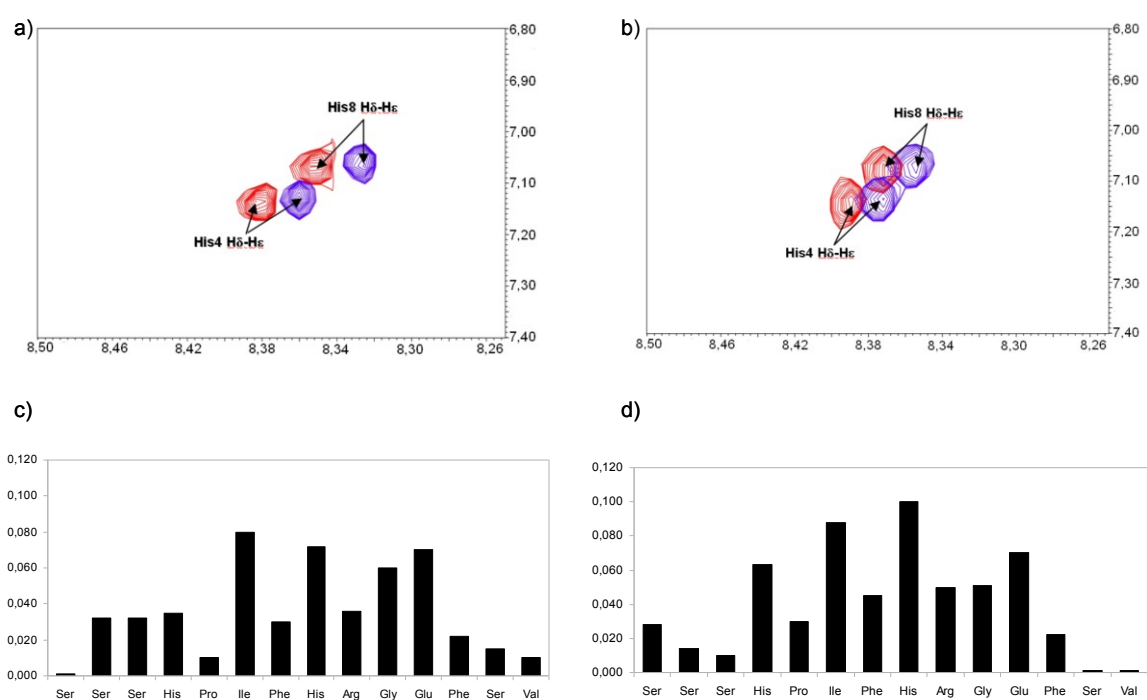 a)
6,80
6,90
7,00
7,10
7,20
7,30
7,40
His8 Hδ-Hε
His4 Hδ-Hε
8,50 8,46 8,42 8,38 8,34 8,30 8,26
b)
6,80
6,90
7,00
7,10
7,20
7,30
7,40
His8 Hδ-Hε
His4 Hδ-Hε
8,50 8,46 8,42 8,38 8,34 8,30 8,26
c)
0,120
0,100
0,080
0,060
0,040
0,020
0,000
Ser Ser Ser His Pro Ile Phe His Arg Gly Glu Phe Ser Val
d)
0,120
0,100
0,080
0,060
0,040
0,020
0,000
Ser Ser Ser His Pro Ile Phe His Arg Gly Glu Phe Ser Val